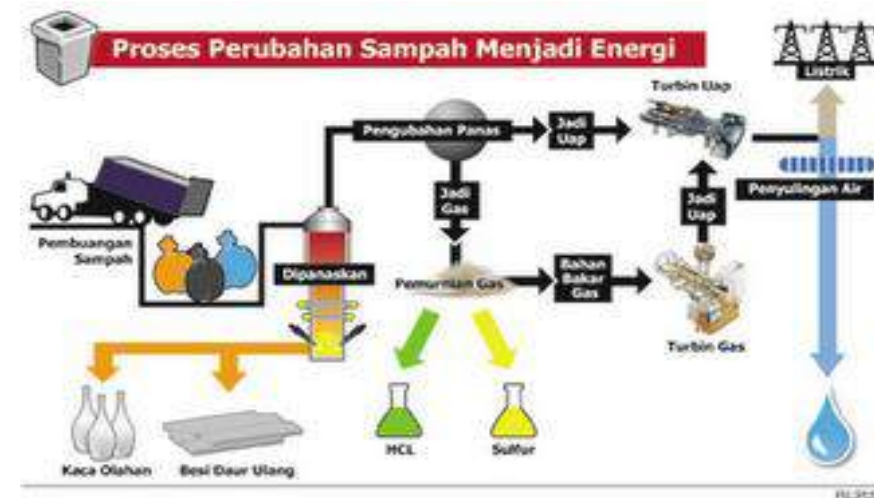 Proses Perubahan Sampah Menjadi Energi
Listrik
Turbin Uap
Pengubahan Panas
Jadi
Uap
Jadi
Gas
Jadi
Uap
Penyulingan Air
Pembuangan
Sampah
Dipanaskan
Pemurnian Gas
Bahan
Bakar
Gas
Turbin Gas
HCL
Sulfur
Kaca Olahan
Besi Daur Ulang